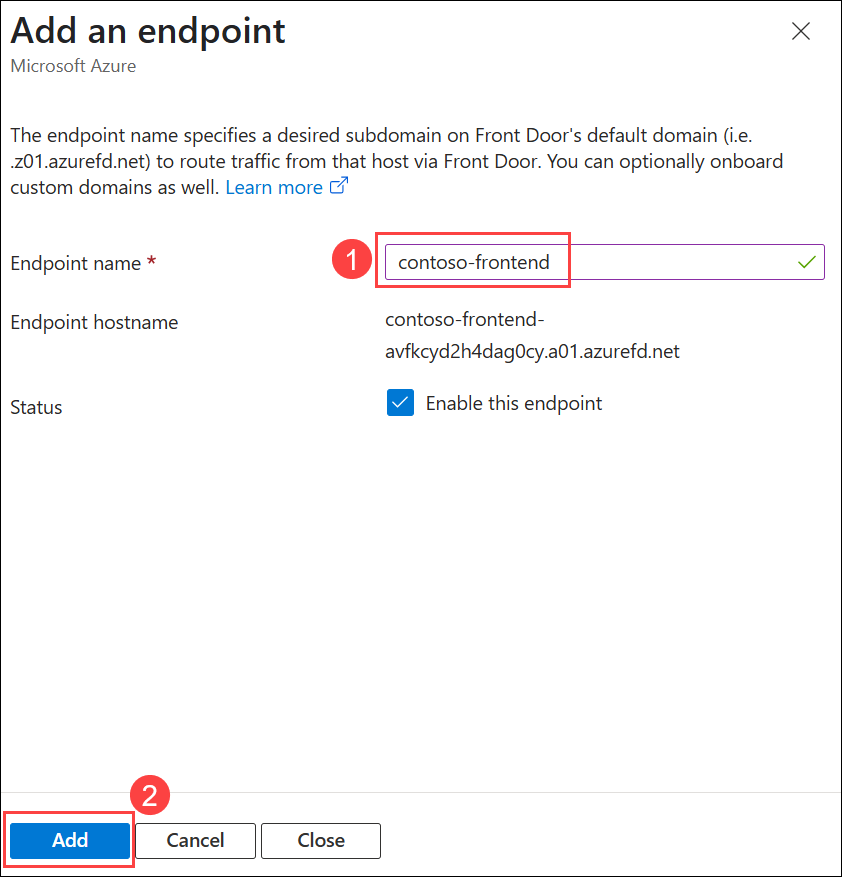 Add an endpoint
Microsoft Azure
The endpoint name specifies a desired subdomain on Front Door's default domain (i.e.
.z01.azurefd.net) to route traffic from that host via Front Door. You can optionally onboard
custom domains as well. Learn more
Endpoint name *
1
contoso-frontend
Endpoint hostname
contoso-frontend-
avfkcyd2h4dag0cy.a01.azurefd.net
Status
Enable this endpoint
2
Add
Cancel
Close